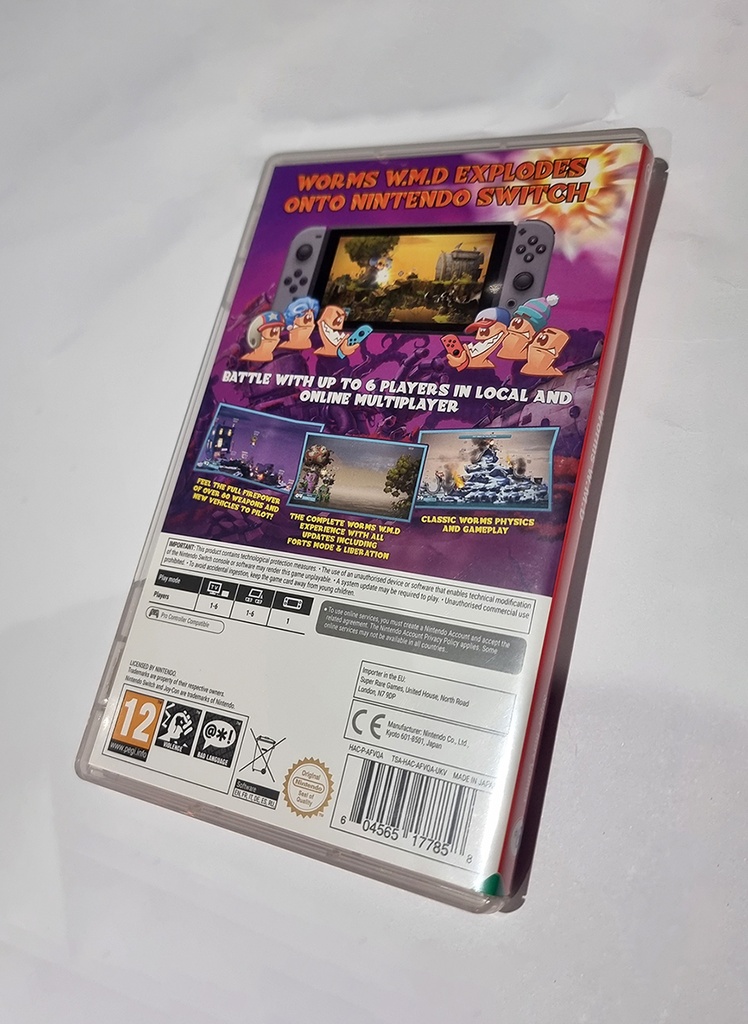 WORMS W.M.D EXPLODES
ONTO NINTENDO SWITCH
BATTLE WITH UP TO 6 PLAYERS IN LOCAL AND
ONLINE MULTIPLAYER
FEEL THE FULL FIREPOWER
OF OVER 80 WEAPONS AND
NEW VEHICLES TO PILOT!
THE COMPLETE WORMS W.M.D
EXPERIENCE WITH ALL
UPDATES INCLUDING
FORTS MODE & LIBERATION
CLASSIC WORMS PHYSICS
AND GAMEPLAY
IMPORTANT: This product contains technological protection measures. • The use of an unauthorised device or software that enables technical modification
of the Nintendo Switch console or software may render this game unplayable. • A system update may be required to play. • Unauthorised commercial use
prohibited. • To avoid accidental ingestion, keep the game card away from young children.
Play mode
TV
Players 1-6 1-6 1
Pro Controller Compatible
• To use online services, you must create a Nintendo Account and accept the
related agreement. The Nintendo Account Privacy Policy applies. Some
online services may not be available in all countries.
LICENSED BY NINTENDO.
Trademarks are property of their respective owners.
Nintendo Switch and Joy-Con are trademarks of Nintendo.
Importer in the EU:
Super Rare Games, United House, North Road
London, N7 9DP
CE
Manufacturer: Nintendo Co., Ltd.,
Kyoto 601-8501, Japan
12
www.pegi.info
VIOLENCE
@*!
BAD LANGUAGE
Software
EN, FR, IT, DE, ES, RU
Original
Nintendo
Seal of
Quality
HAC-P-AFVQA TSA-HAC-AFVQA-UKV MADE IN JAPAN
6 04565 17785 8